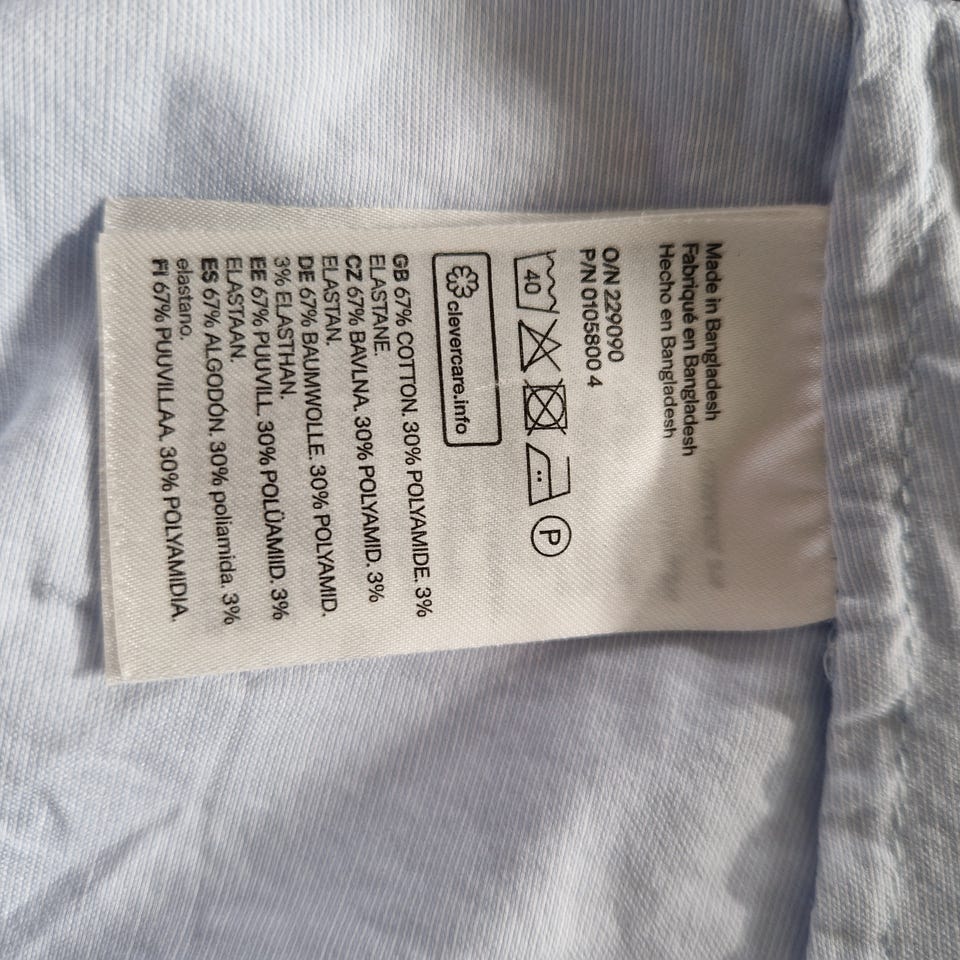 Made in Bangladesh
Fabriqué en Bangladesh
Hecho en Bangladesh
O/N 229090
P/N 0105800 4
40
P
clevercare.info
GB 67% COTTON. 30% POLYAMIDE. 3%
ELASTANE.
CZ 67% BAVLNA. 30% POLYAMID. 3%
ELASTAN.
DE 67% BAUMWOLLE. 30% POLYAMID.
3% ELASTHAN.
EE 67% PUUVILL. 30% POLÜAMIID. 3%
ELASTAAN.
ES 67% ALGODÓN. 30% poliamida. 3%
elastano.
FI 67% PUUVILLAA. 30% POLYAMIDIA.